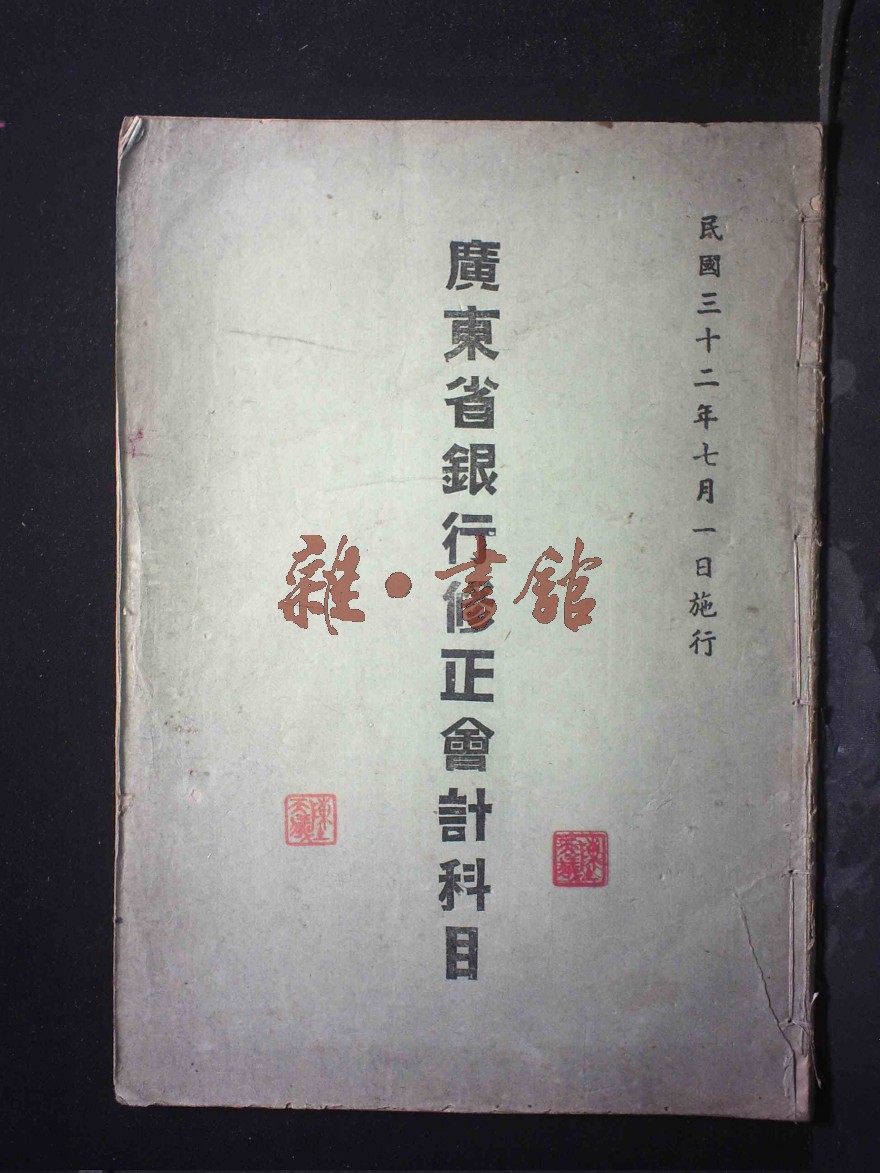 民國三十二年七月一日施行
廣東省銀行修正會計科目
雜·書舘